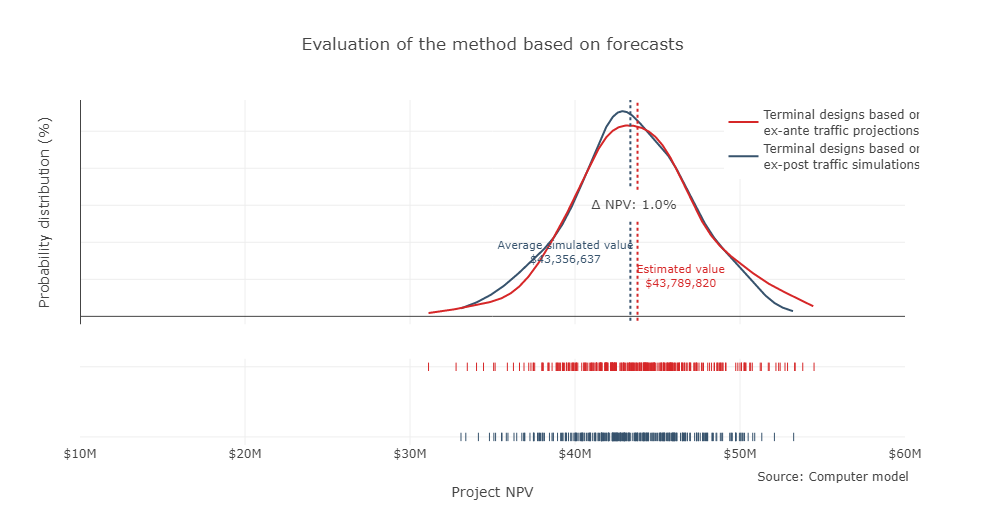 Evaluation of the method based on forecasts
Probability distribution (%)
Terminal designs based or
ex-ante traffic projections
Terminal designs based or
ex-post traffic simulations
Δ NPV: 1.0%
Average simulated value
$43,356,637
Estimated value
$43,789,820
$10M $20M $30M $40M $50M $60M
Source: Computer model
Project NPV